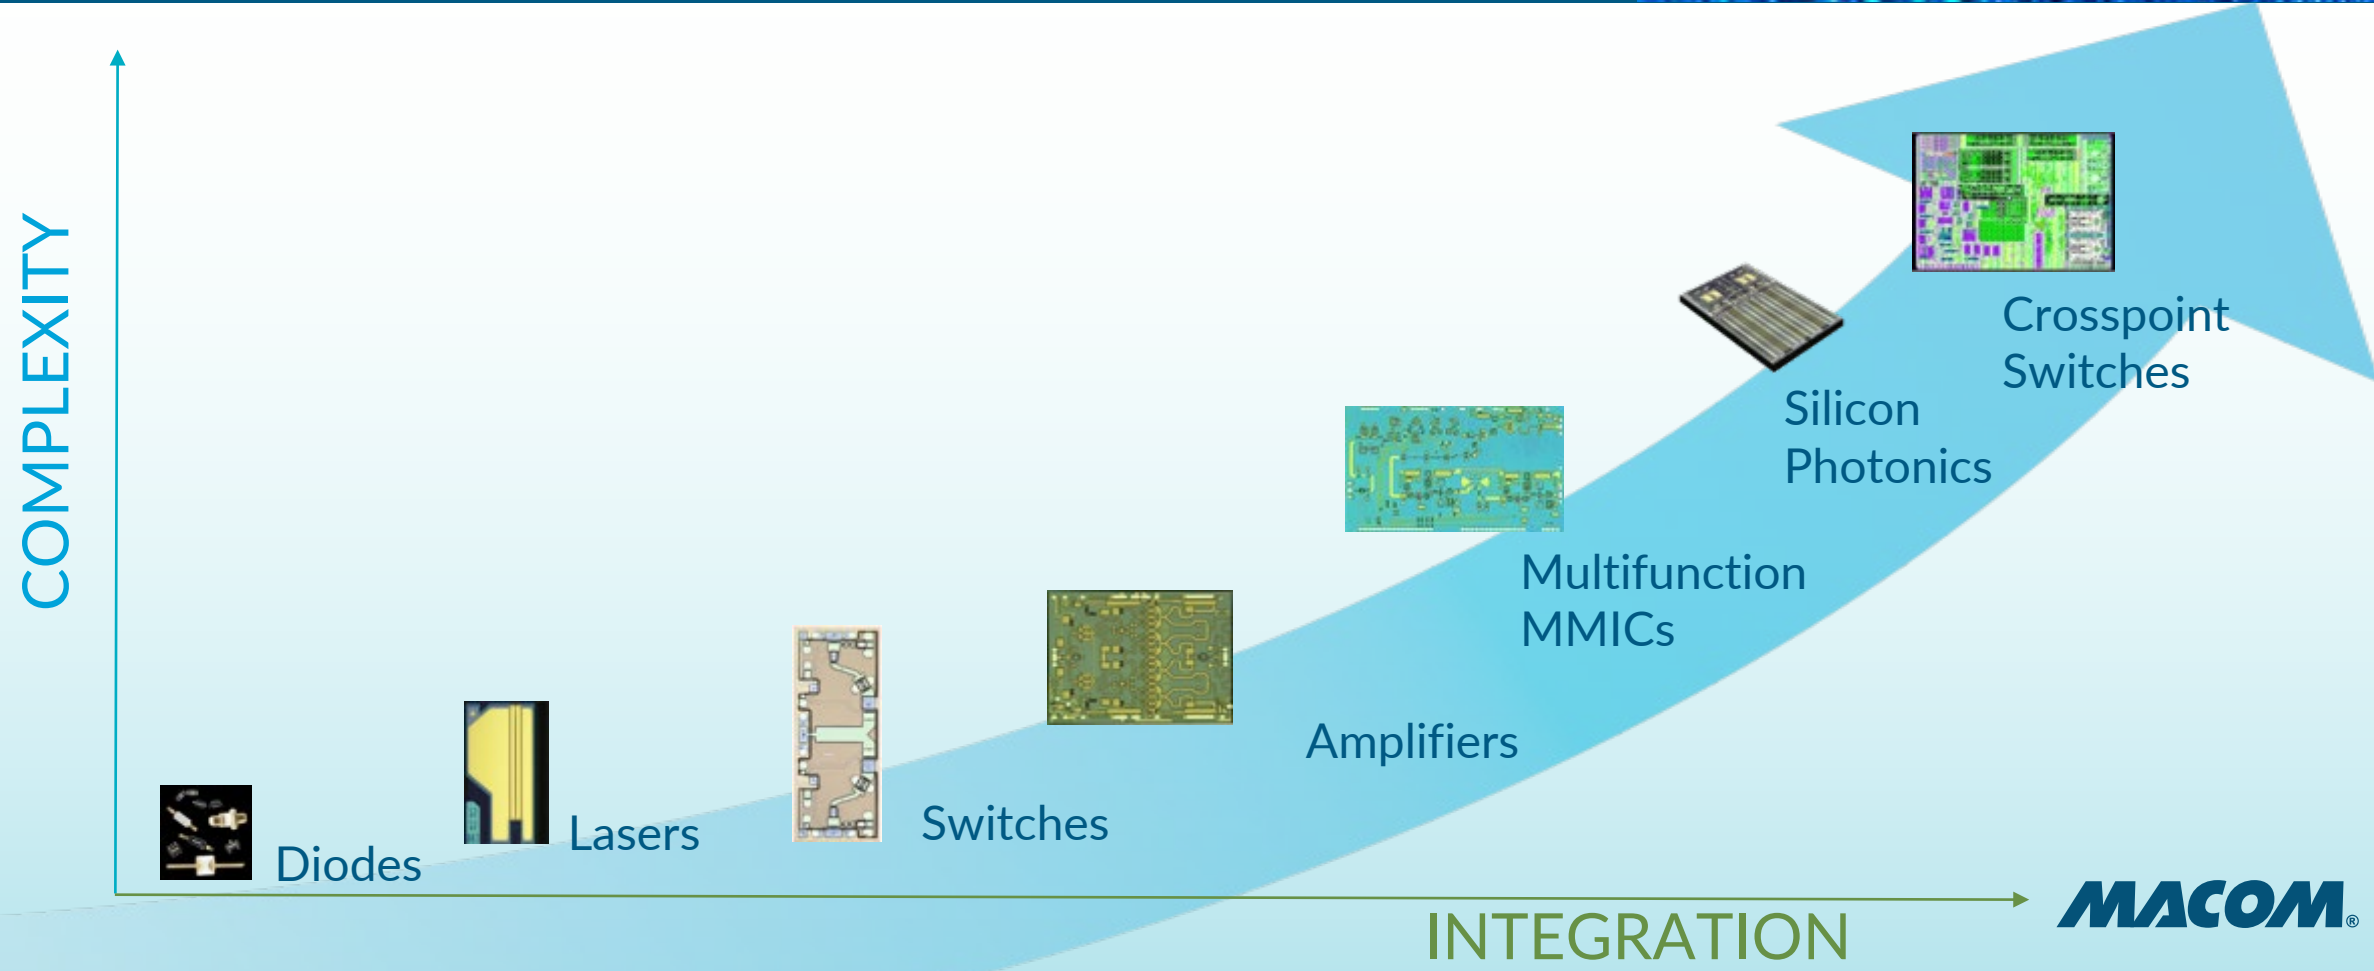 COMPLEXITY
Crosspoint
Switches
Silicon
Photonics
Multifunction
MMICs
Amplifiers
Switches
Lasers
Diodes
INTEGRATION
MACOM®